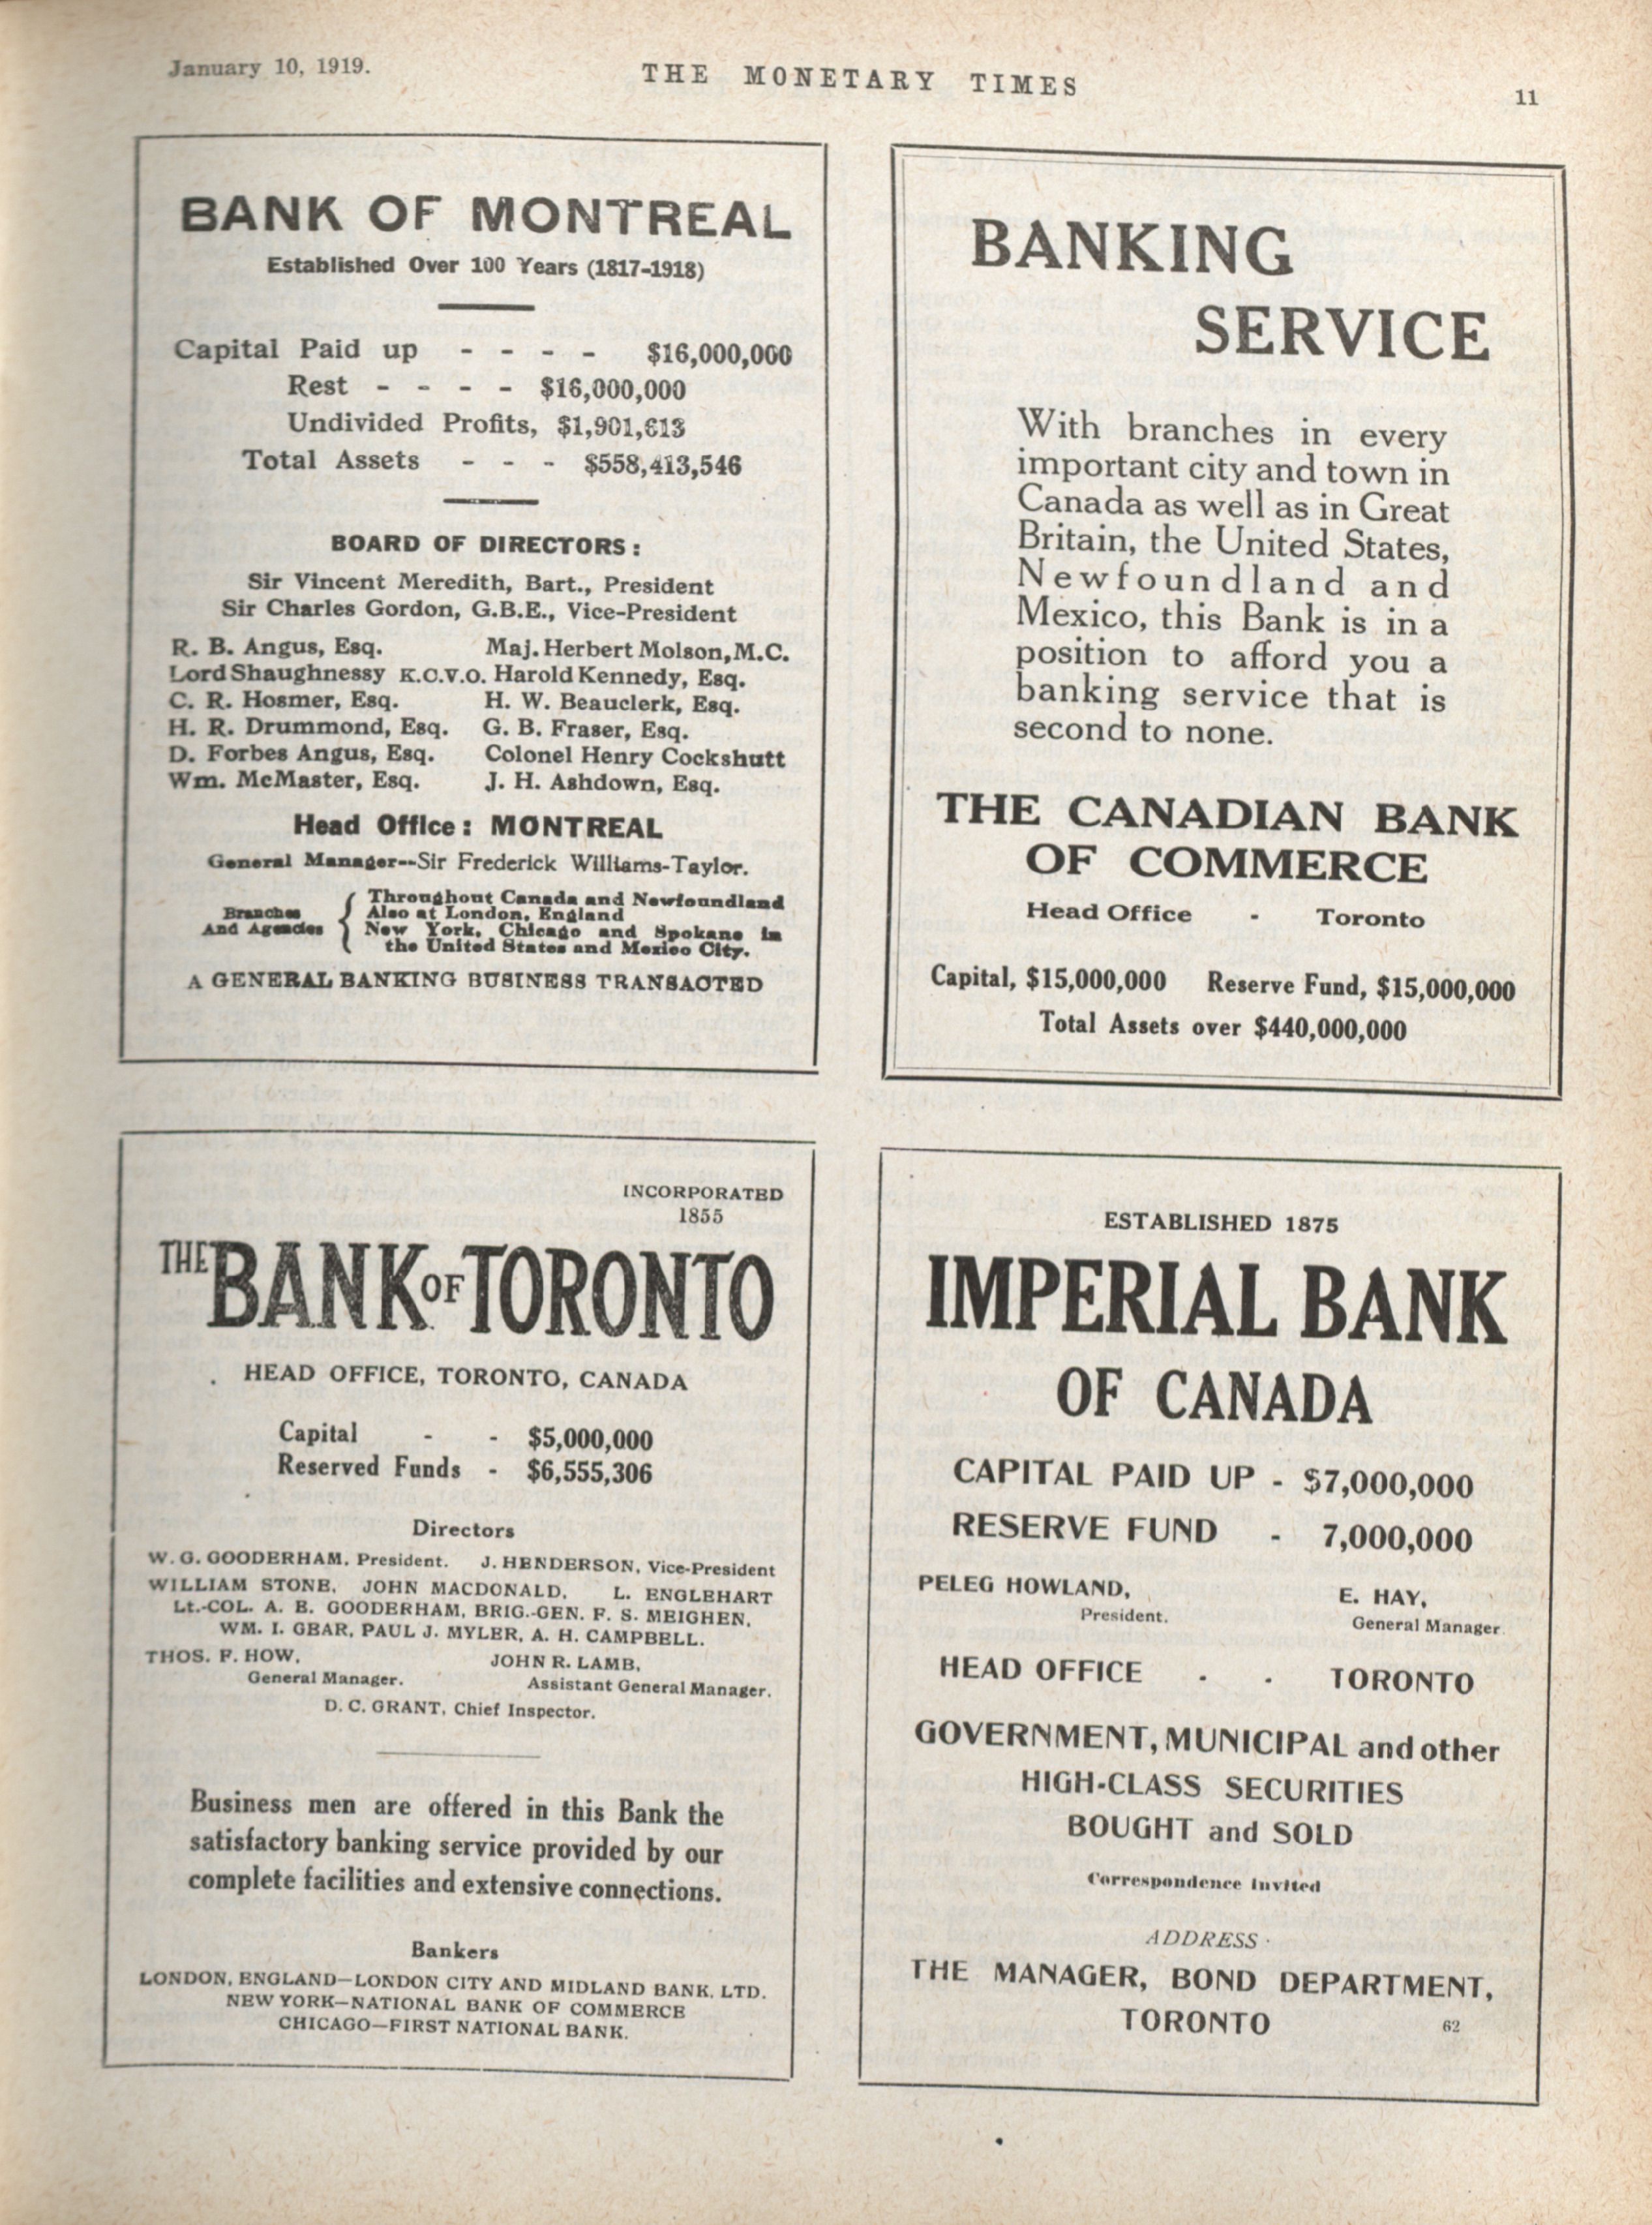 January 10, 1919.
THE MONETARY TIMES
11
BANK OF MONTREAL
Established Over 100 Years (1817-1918)
Capital Paid up - - - - $16,000,000
Rest - - - - $16,000,000
Undivided Profits, $1,901,613
Total Assets - - - $558,413,546
BOARD OF DIRECTORS:
Sir Vincent Meredith, Bart., President
Sir Charles Gordon, G.B.E., Vice-President
R. B. Angus, Esq. Maj. Herbert Molson, M.C.
Lord Shaughnessy K.C.V.O. Harold Kennedy, Esq.
C. R. Hosmer, Esq. H. W. Beauclerk, Esq.
H. R. Drummond, Esq. G. B. Fraser, Esq.
D. Forbes Angus, Esq. Colonel Henry Cockshutt
Wm. McMaster, Esq. J. H. Ashdown, Esq.
Head Office: MONTREAL
General Manager--Sir Frederick Williams-Taylor.
Branches And Agencies
Throughout Canada and Newfoundland
Also at London, England
New York, Chicago and Spokane in
the United States and Mexico City.
A GENERAL BANKING BUSINESS TRANSACTED
BANKING
SERVICE
With branches in every
important city and town in
Canada as well as in Great
Britain, the United States,
Newfoundland and
Mexico, this Bank is in a
position to afford you a
banking service that is
second to none.
THE CANADIAN BANK
OF COMMERCE
Head Office - Toronto
Capital, $15,000,000 Reserve Fund, $15,000,000
Total Assets over $440,000,000
INCORPORATED
1855
THE BANK OF TORONTO
HEAD OFFICE, TORONTO, CANADA
Capital - - $5,000,000
Reserved Funds - $6,555,306
Directors
W. G. GOODERHAM, President. J. HENDERSON, Vice-President
WILLIAM STONE, JOHN MACDONALD, L. ENGLEHART
Lt.-COL. A. E. GOODERHAM, BRIG.-GEN. F. S. MEIGHEN,
WM. I. GEAR, PAUL J. MYLER, A. H. CAMPBELL.
THOS. F. HOW, JOHN R. LAMB,
General Manager. Assistant General Manager.
D. C. GRANT, Chief Inspector.
Business men are offered in this Bank the
satisfactory banking service provided by our
complete facilities and extensive connections.
Bankers
LONDON, ENGLAND—LONDON CITY AND MIDLAND BANK, LTD.
NEW YORK—NATIONAL BANK OF COMMERCE
CHICAGO—FIRST NATIONAL BANK.
ESTABLISHED 1875
IMPERIAL BANK
OF CANADA
CAPITAL PAID UP - $7,000,000
RESERVE FUND - 7,000,000
PELEG HOWLAND, E. HAY,
President. General Manager.
HEAD OFFICE - - TORONTO
GOVERNMENT, MUNICIPAL and other
HIGH-CLASS SECURITIES
BOUGHT and SOLD
Correspondence Invited
ADDRESS
THE MANAGER, BOND DEPARTMENT,
TORONTO 62